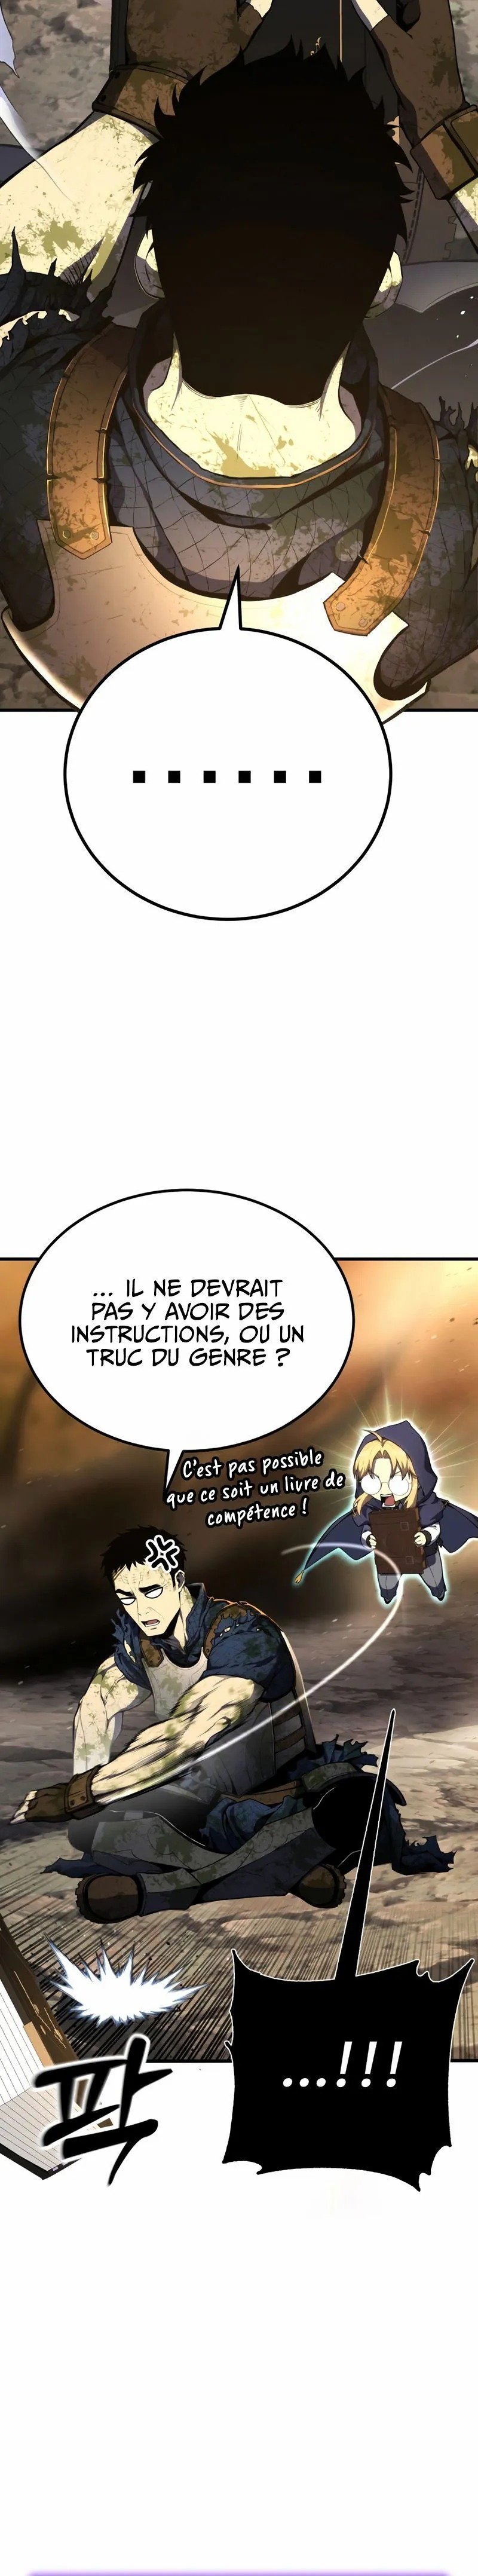 ......
... IL NE DEVRAIT
PAS Y AVOIR DES
INSTRUCTIONS, OU UN
TRUC DU GENRE ?
C'est pas possible
que ce soit un livre de
compétence !
...!!!
팍